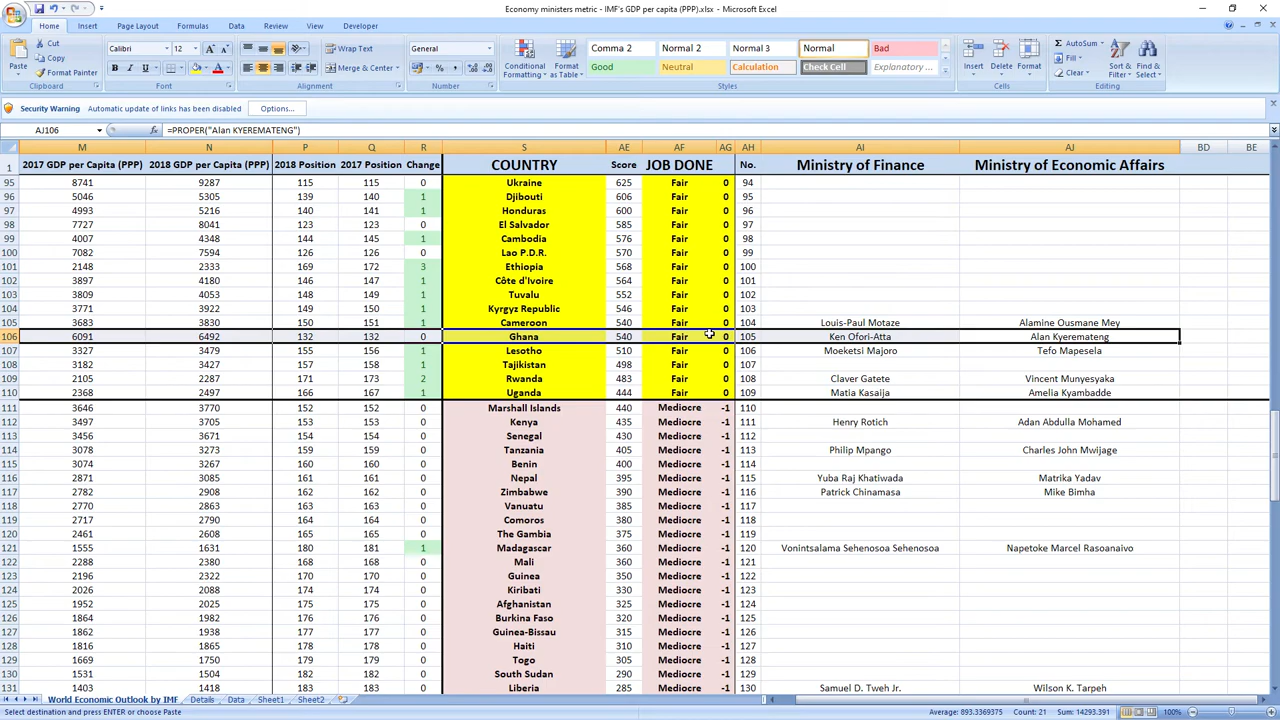 Economy ministers metric - IMF's GDP per capita (PPP).xlsx - Microsoft Excel
Home Insert Page Layout Formulas Data Review View Developer
Paste Cut Copy Format Painter Clipboard
Calibri 12 B I U Font
Wrap Text Merge & Center Alignment
General % , Number
Conditional Formatting Format as Table Comma 2 Normal 2 Normal 3 Normal Bad
Good Neutral Calculation Check Cell Explanatory ... Styles
Insert Delete Format Cells
AutoSum Fill Clear Sort & Filter Find & Select Editing
Security Warning Automatic update of links has been disabled Options...
AJ106 fx =PROPER("Alan KYEREMATENG")
M N P Q R S AE AF AG AH AI AJ BD BE
1 2017 GDP per Capita (PPP) 2018 GDP per Capita (PPP) 2018 Position 2017 Position Change COUNTRY Score JOB DONE No. Ministry of Finance Ministry of Economic Affairs
95 8741 9287 115 115 0 Ukraine 625 Fair 0 94
96 5046 5305 139 140 1 Djibouti 606 Fair 0 95
97 4993 5216 140 141 1 Honduras 600 Fair 0 96
98 7727 8041 123 123 0 El Salvador 585 Fair 0 97
99 4007 4348 144 145 1 Cambodia 576 Fair 0 98
100 7082 7594 126 126 0 Lao P.D.R. 570 Fair 0 99
101 2148 2333 169 172 3 Ethiopia 568 Fair 0 100
102 3897 4180 146 147 1 Côte d'Ivoire 564 Fair 0 101
103 3809 4053 148 149 1 Tuvalu 552 Fair 0 102
104 3771 3922 149 150 1 Kyrgyz Republic 546 Fair 0 103
105 3683 3830 150 151 1 Cameroon 540 Fair 0 104 Louis-Paul Motaze Alamine Ousmane Mey
106 6091 6492 132 132 0 Ghana 540 Fair 0 105 Ken Ofori-Atta Alan Kyeremateng
107 3327 3479 155 156 1 Lesotho 510 Fair 0 106 Moeketsi Majoro Tefo Mapesela
108 3182 3427 157 158 1 Tajikistan 498 Fair 0 107
109 2105 2287 171 173 2 Rwanda 483 Fair 0 108 Claver Gatete Vincent Munyesyaka
110 2368 2497 166 167 1 Uganda 444 Fair 0 109 Matia Kasaija Amelia Kyambadde
111 3646 3770 152 152 0 Marshall Islands 440 Mediocre -1 110
112 3497 3705 153 153 0 Kenya 435 Mediocre -1 111 Henry Rotich Adan Abdulla Mohamed
113 3456 3671 154 154 0 Senegal 430 Mediocre -1 112
114 3078 3273 159 159 0 Tanzania 405 Mediocre -1 113 Philip Mpango Charles John Mwijage
115 3074 3267 160 160 0 Benin 400 Mediocre -1 114
116 2871 3085 161 161 0 Nepal 395 Mediocre -1 115 Yuba Raj Khatiwada Matrika Yadav
117 2782 2908 162 162 0 Zimbabwe 390 Mediocre -1 116 Patrick Chinamasa Mike Bimha
118 2770 2863 163 163 0 Vanuatu 385 Mediocre -1 117
119 2717 2790 164 164 0 Comoros 380 Mediocre -1 118
120 2461 2608 165 165 0 The Gambia 375 Mediocre -1 119
121 1555 1631 180 181 1 Madagascar 360 Mediocre -1 120 Vonintsalama Sehenosoa Sehenosoa Napetoke Marcel Rasoanaivo
122 2288 2380 168 168 0 Mali 360 Mediocre -1 121
123 2196 2322 170 170 0 Guinea 350 Mediocre -1 122
124 2026 2088 174 174 0 Kiribati 330 Mediocre -1 123
125 1952 2025 175 175 0 Afghanistan 325 Mediocre -1 124
126 1864 1982 176 176 0 Burkina Faso 320 Mediocre -1 125
127 1862 1938 177 177 0 Guinea-Bissau 315 Mediocre -1 126
128 1816 1865 178 178 0 Haiti 310 Mediocre -1 127
129 1669 1750 179 179 0 Togo 305 Mediocre -1 128
130 1531 1504 182 182 0 South Sudan 290 Mediocre -1 129
131 1403 1418 183 183 0 Liberia 285 Mediocre -1 130 Samuel D. Tweh Jr. Wilson K. Tarpeh
World Economic Outlook by IMF Details Data Sheet1 Sheet2
Select destination and press ENTER or choose Paste Average: 893.3369375 Count: 21 Sum: 14293.391 100%